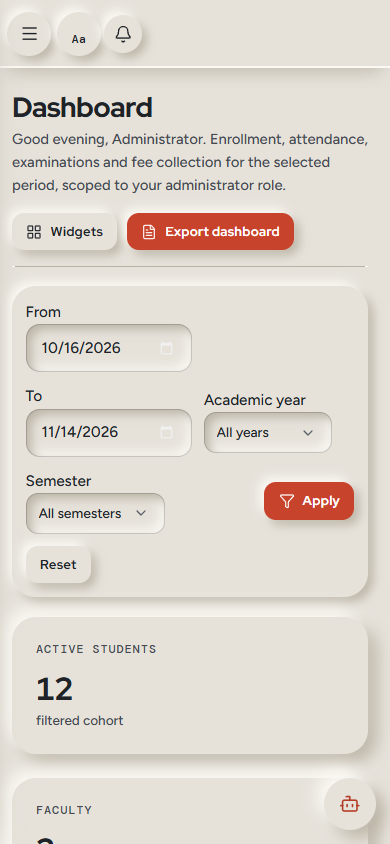 Aa
Dashboard
Good evening, Administrator. Enrollment, attendance,
examinations and fee collection for the selected
period, scoped to your administrator role.
Widgets
Export dashboard
From
10/16/2026
To
11/14/2026
Academic year
All years
Semester
All semesters
Apply
Reset
ACTIVE STUDENTS
12
filtered cohort
FACULTY